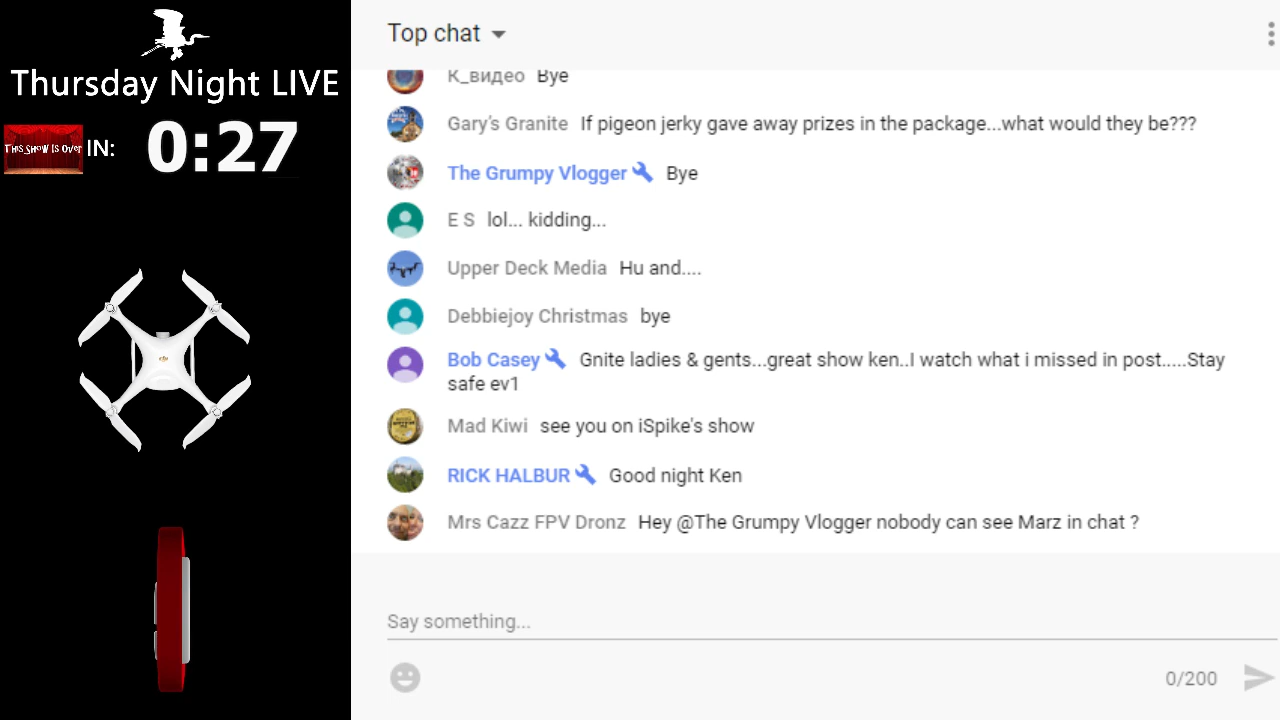 Thursday Night LIVE
THIS SHOW IS OVER IN: 0:27
Top chat
К_видео Bye
Gary's Granite If pigeon jerky gave away prizes in the package...what would they be???
The Grumpy Vlogger Bye
E S lol... kidding...
Upper Deck Media Hu and....
Debbiejoy Christmas bye
Bob Casey Gnite ladies & gents...great show ken..I watch what i missed in post.....Stay
safe ev1
Mad Kiwi see you on iSpike's show
RICK HALBUR Good night Ken
Mrs Cazz FPV Dronz Hey @The Grumpy Vlogger nobody can see Marz in chat ?
Say something...
0/200